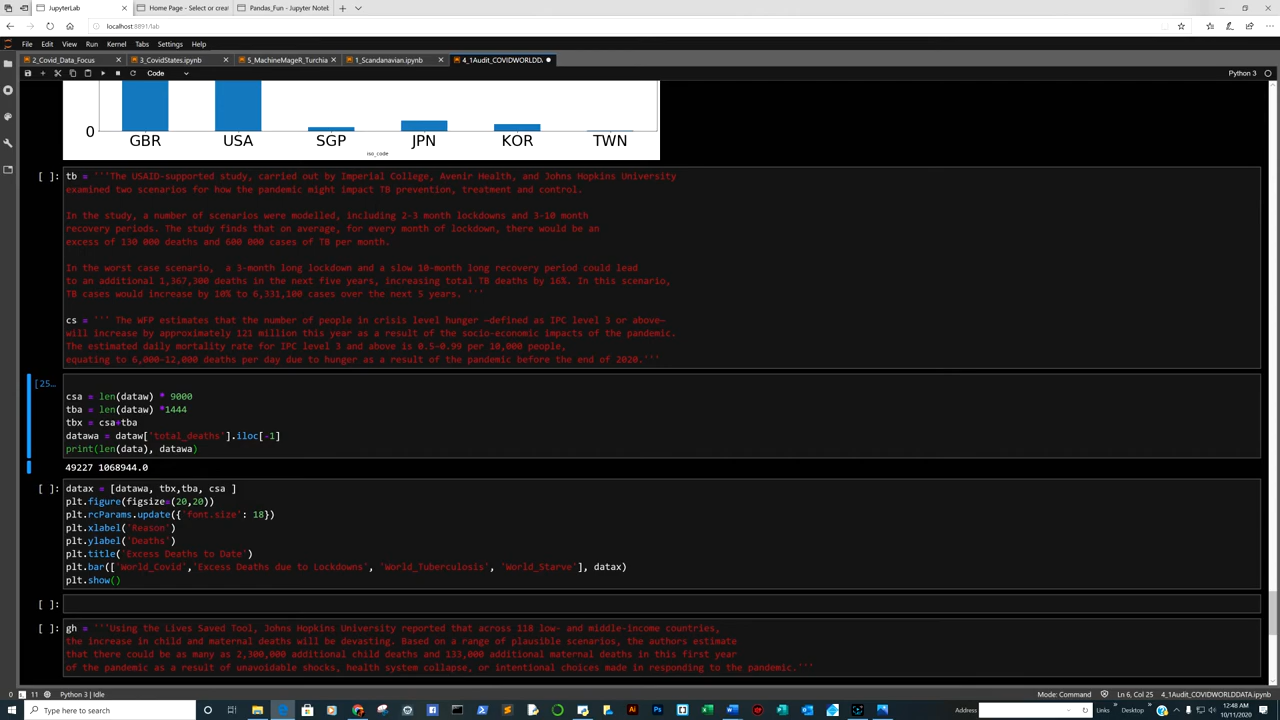 JupyterLab
Home Page - Select or creat
Pandas_Fun - Jupyter Notel
localhost:8891/lab
File Edit View Run Kernel Tabs Settings Help
2_Covid_Data_Focus
3_CovidStates.ipynb
5_MachineMageR_Turchia
1_Scandanavian.ipynb
4_1Audit_COVIDWORLDDA
Code
Python 3
0
GBR USA SGP JPN KOR TWN
iso_code
[ ]: tb = '''The USAID-supported study, carried out by Imperial College, Avenir Health, and Johns Hopkins University
examined two scenarios for how the pandemic might impact TB prevention, treatment and control.
In the study, a number of scenarios were modelled, including 2-3 month lockdowns and 3-10 month
recovery periods. The study finds that on average, for every month of lockdown, there would be an
excess of 130 000 deaths and 600 000 cases of TB per month.
In the worst case scenario,  a 3-month long lockdown and a slow 10-month long recovery period could lead
to an additional 1,367,300 deaths in the next five years, increasing total TB deaths by 16%. In this scenario,
TB cases would increase by 10% to 6,331,100 cases over the next 5 years. '''
cs = ''' The WFP estimates that the number of people in crisis level hunger —defined as IPC level 3 or above—
will increase by approximately 121 million this year as a result of the socio-economic impacts of the pandemic.
The estimated daily mortality rate for IPC level 3 and above is 0.5—0.99 per 10,000 people,
equating to 6,000—12,000 deaths per day due to hunger as a result of the pandemic before the end of 2020.'''
[25…
csa = len(dataw) * 9000
tba = len(dataw) *1444
tbx = csa+tba
datawa = dataw['total_deaths'].iloc[-1]
print(len(data), datawa)
49227 1068944.0
[ ]: datax = [datawa, tbx,tba, csa ]
plt.figure(figsize=(20,20))
plt.rcParams.update({'font.size': 18})
plt.xlabel('Reason')
plt.ylabel('Deaths')
plt.title('Excess Deaths to Date')
plt.bar(['World_Covid','Excess Deaths due to Lockdowns', 'World_Tuberculosis', 'World_Starve'], datax)
plt.show()
[ ]:
[ ]: gh = '''Using the Lives Saved Tool, Johns Hopkins University reported that across 118 low- and middle-income countries,
the increase in child and maternal deaths will be devasting. Based on a range of plausible scenarios, the authors estimate
that there could be as many as 2,300,000 additional child deaths and 133,000 additional maternal deaths in this first year
of the pandemic as a result of unavoidable shocks, health system collapse, or intentional choices made in responding to the pandemic.'''
0 11 Python 3 | Idle
Mode: Command
Ln 6, Col 25
4_1Audit_COVIDWORLDDATA.ipynb
Type here to search
Address
Links
Desktop
12:48 AM
10/11/2020